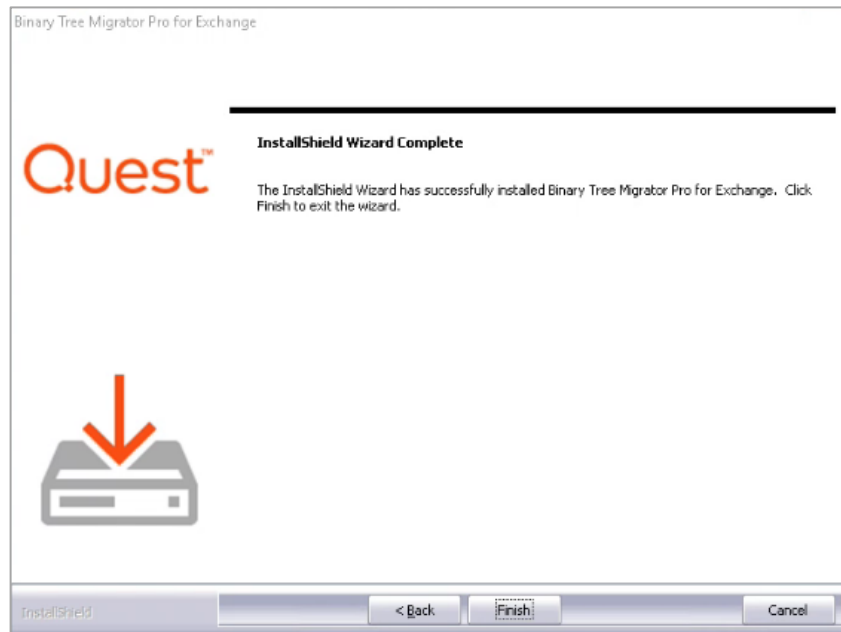 Binary Tree Migrator Pro for Exchange
Quest™
InstallShield Wizard Complete
The InstallShield Wizard has successfully installed Binary Tree Migrator Pro for Exchange. Click
Finish to exit the wizard.
InstallShield
< Back
Finish
Cancel